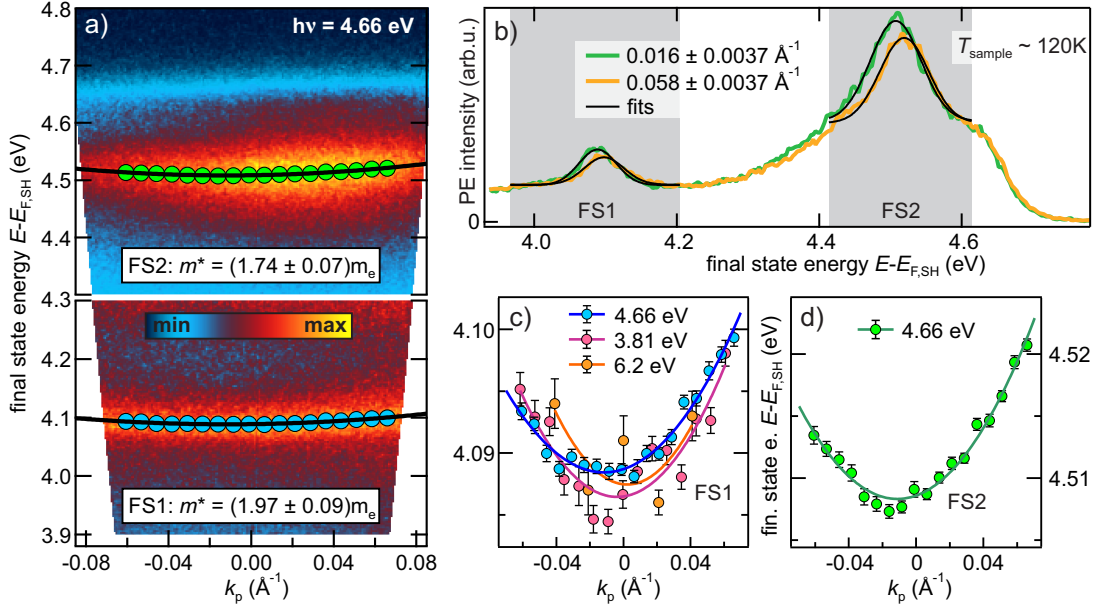 a)
hν = 4.66 eV
4.8
4.7
4.6
4.5
4.4
4.3
4.2
4.1
4.0
3.9
final state energy E-E_F,SH (eV)
FS2: m* = (1.74 ± 0.07)m_e
min max
FS1: m* = (1.97 ± 0.09)m_e
-0.08 -0.04 0.00 0.04 0.08
k_p (Å⁻¹)
b)
PE intensity (arb.u.)
0
0.016 ± 0.0037 Å⁻¹
0.058 ± 0.0037 Å⁻¹
fits
T_sample ~ 120K
FS1
FS2
4.0 4.2 4.4 4.6
final state energy E-E_F,SH (eV)
c)
4.66 eV
3.81 eV
6.2 eV
4.10
4.09
FS1
-0.04 0 0.04
k_p (Å⁻¹)
d)
4.66 eV
fin. state e. E-E_F,SH (eV)
4.52
4.51
FS2
-0.04 0 0.04
k_p (Å⁻¹)